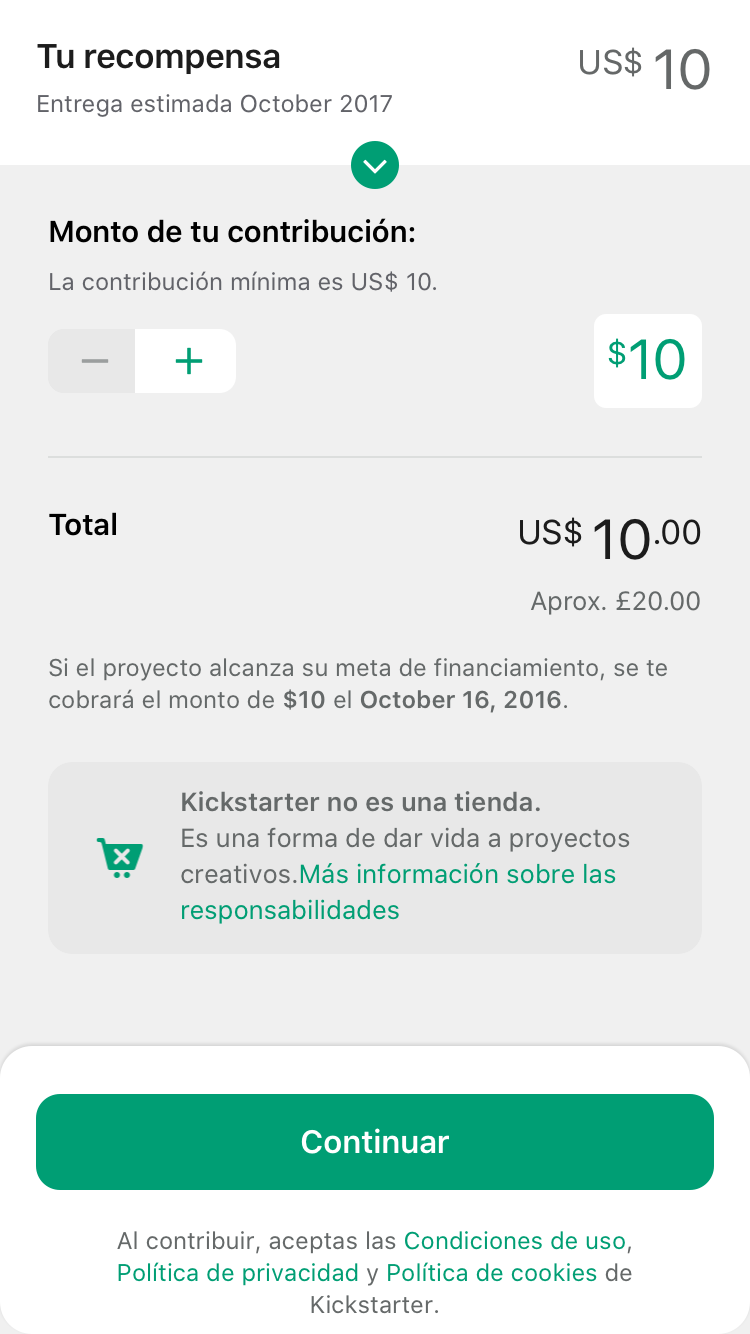 Tu recompensa
US$ 10
Entrega estimada October 2017
Monto de tu contribución:
La contribución mínima es US$ 10.
$10
Total
US$ 10.00
Aprox. £20.00
Si el proyecto alcanza su meta de financiamiento, se te
cobrará el monto de $10 el October 16, 2016.
Kickstarter no es una tienda.
Es una forma de dar vida a proyectos
creativos.Más información sobre las
responsabilidades
Continuar
Al contribuir, aceptas las Condiciones de uso,
Política de privacidad y Política de cookies de
Kickstarter.